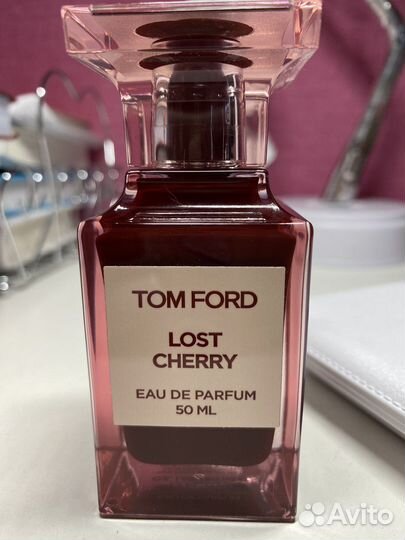 TOM FORD
LOST
CHERRY
EAU DE PARFUM
50 ML
Avito